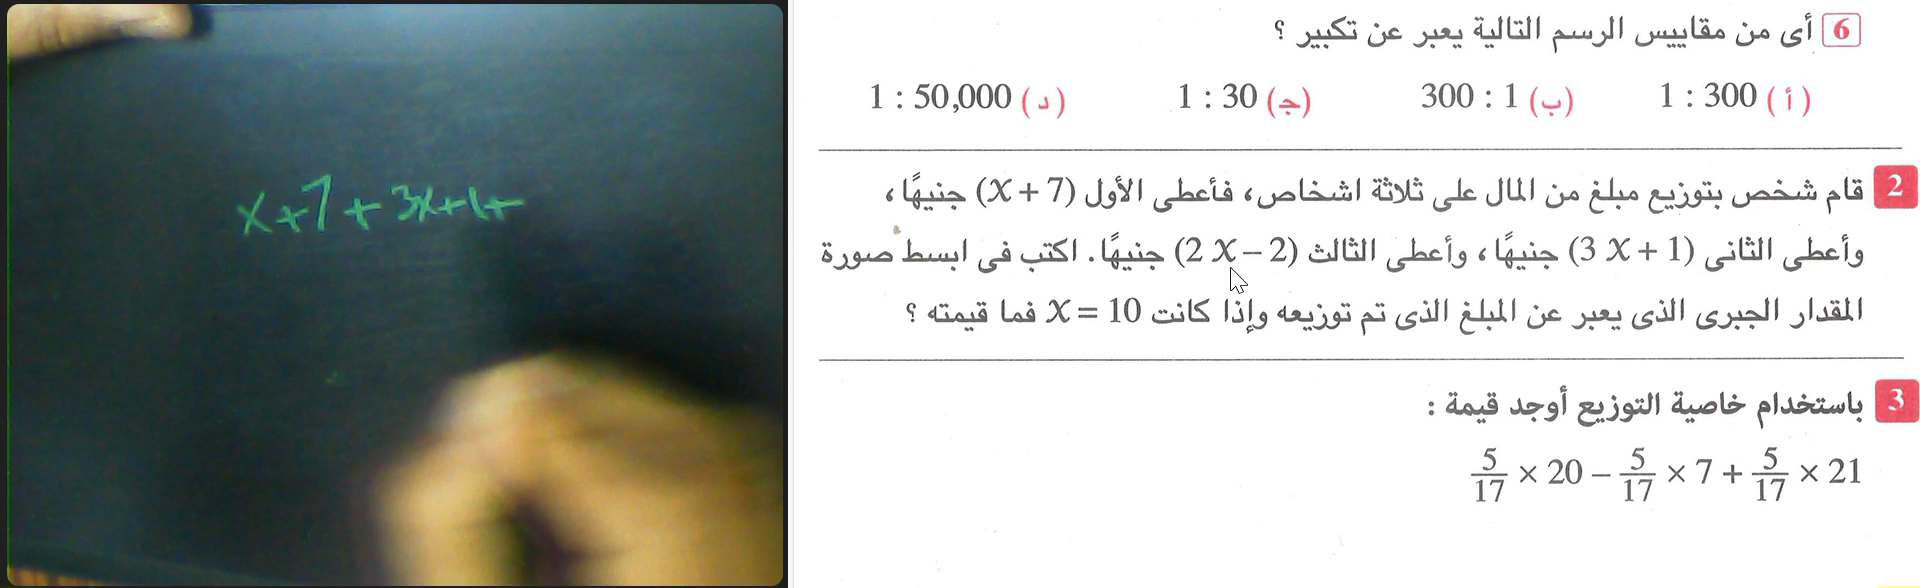 x+7+3x+1+
6 أى من مقاييس الرسم التالية يعبر عن تكبير ؟
( أ ) 1 : 300 (ب) 300 : 1 (جـ) 1 : 30 ( د ) 1 : 50,000
2 قام شخص بتوزيع مبلغ من المال على ثلاثة اشخاص، فأعطى الأول (X + 7) جنيهًا،
وأعطى الثانى (3 X + 1) جنيهًا، وأعطى الثالث (2 X – 2) جنيهًا. اكتب فى ابسط صورة
المقدار الجبرى الذى يعبر عن المبلغ الذى تم توزيعه وإذا كانت X = 10 فما قيمته ؟
3 باستخدام خاصية التوزيع أوجد قيمة :
5/17 × 20 – 5/17 × 7 + 5/17 × 21